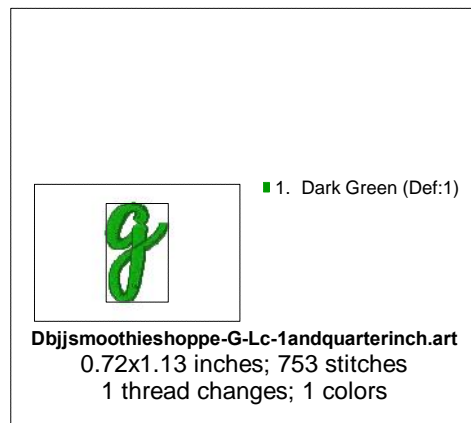 1. Dark Green (Def:1)
g
Dbjjsmoothieshoppe-G-Lc-1andquarterinch.art
0.72x1.13 inches; 753 stitches
1 thread changes; 1 colors